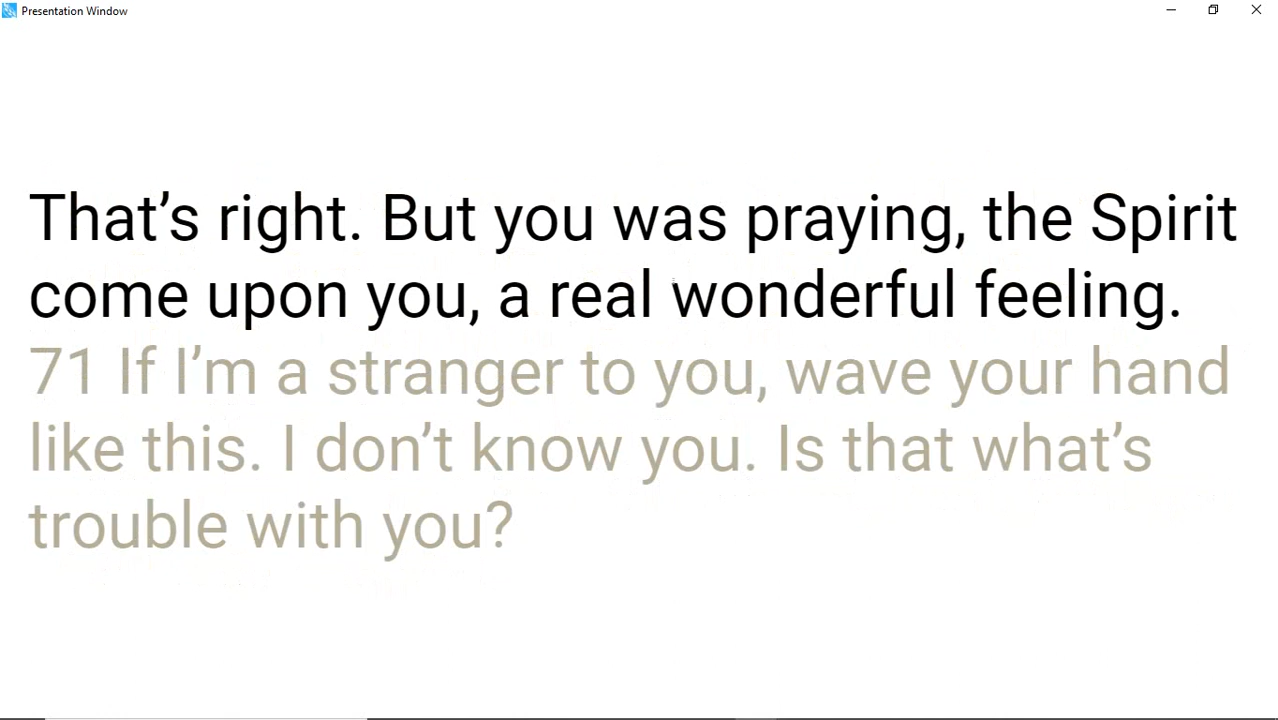 Presentation Window
That’s right. But you was praying, the Spirit
come upon you, a real wonderful feeling.
71 If I’m a stranger to you, wave your hand
like this. I don’t know you. Is that what’s
trouble with you?